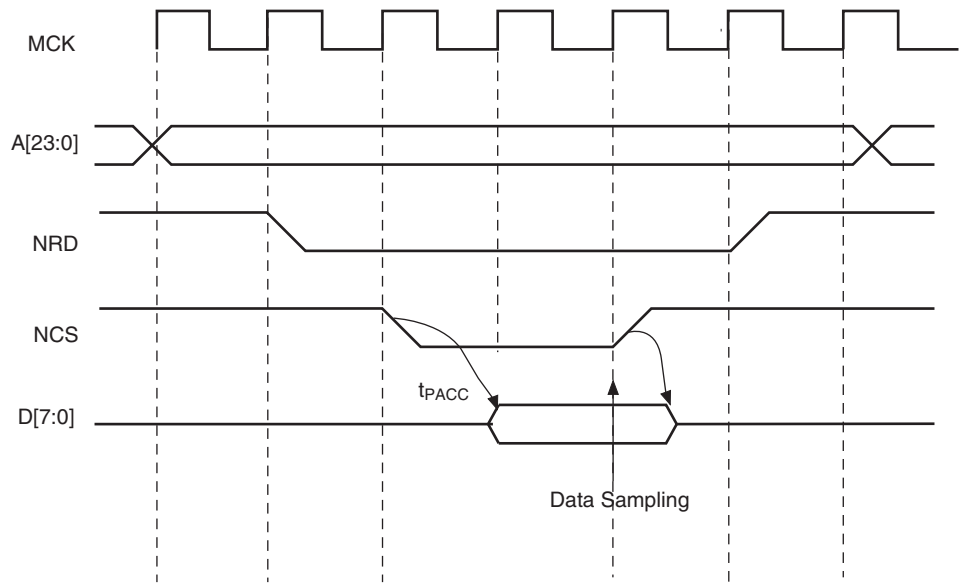 MCK
A[23:0]
NRD
NCS
tPACC
D[7:0]
Data Sampling